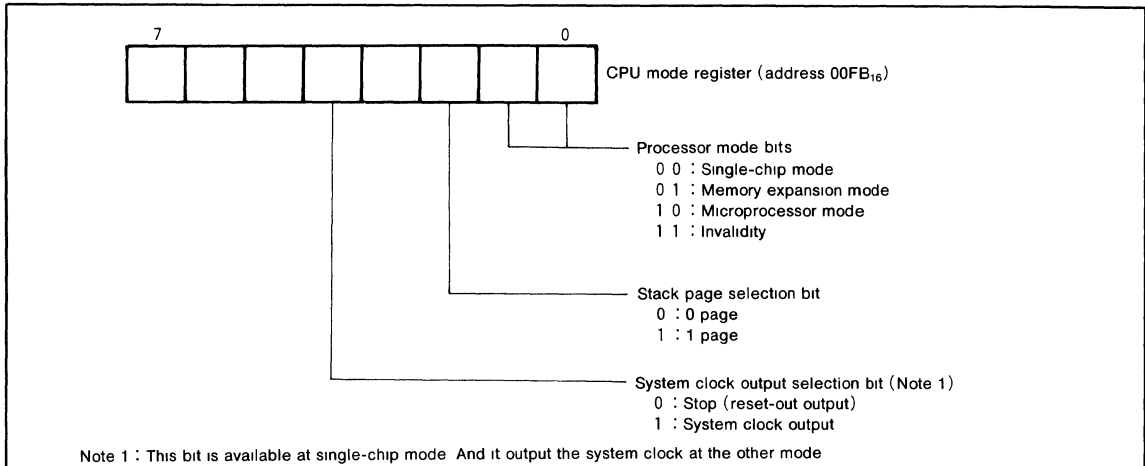 7 0
CPU mode register (address 00FB₁₆)
Processor mode bits
0 0 : Single-chip mode
0 1 : Memory expansion mode
1 0 : Microprocessor mode
1 1 : Invalidity
Stack page selection bit
0 : 0 page
1 : 1 page
System clock output selection bit (Note 1)
0 : Stop (reset-out output)
1 : System clock output
Note 1 : This bit is available at single-chip mode And it output the system clock at the other mode